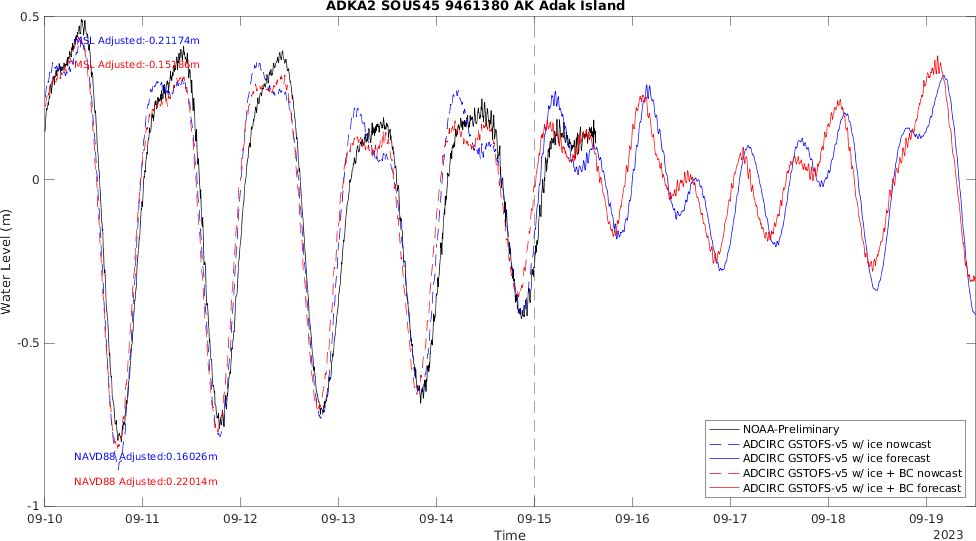 ADKA2 SOUS45 9461380 AK Adak Island
0.5
MSL Adjusted:-0.21174m
0
Water Level (m)
-0.5
NAVD88 Adjusted:0.16026m
NAVD88 Adjusted:0.22014m
-1
NOAA-Preliminary
ADCIRC GSTOFS-v5 w/ ice nowcast
ADCIRC GSTOFS-v5 w/ ice forecast
ADCIRC GSTOFS-v5 w/ ice + BC nowcast
ADCIRC GSTOFS-v5 w/ ice + BC forecast
09-10 09-11 09-12 09-13 09-14 09-15 09-16 09-17 09-18 09-19
Time
2023